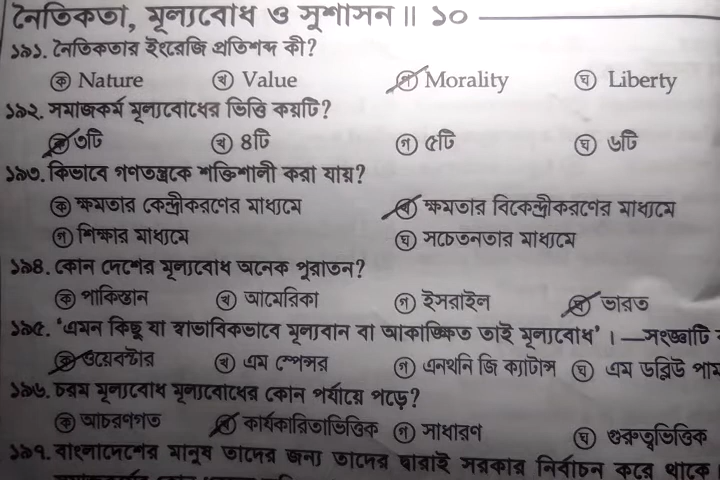 নৈতিকতা, মূল্যবোধ ও সুশাসন ॥ ১০
১৯১. নৈতিকতার ইংরেজি প্রতিশব্দ কী?
ক Nature খ Value গ Morality ঘ Liberty
১৯২. সমাজকর্ম মূল্যবোধের ভিত্তি কয়টি?
ক ৩টি খ ৪টি গ ৫টি ঘ ৬টি
১৯৩. কিভাবে গণতন্ত্রকে শক্তিশালী করা যায়?
ক ক্ষমতার কেন্দ্রীকরণের মাধ্যমে খ ক্ষমতার বিকেন্দ্রীকরণের মাধ্যমে
গ শিক্ষার মাধ্যমে ঘ সচেতনতার মাধ্যমে
১৯৪. কোন দেশের মূল্যবোধ অনেক পুরাতন?
ক পাকিস্তান খ আমেরিকা গ ইসরাইল ঘ ভারত
১৯৫. 'এমন কিছু যা স্বাভাবিকভাবে মূল্যবান বা আকাঙ্ক্ষিত তাই মূল্যবোধ' । —সংজ্ঞাটি
ক ওয়েবস্টার খ এম স্পেন্সর গ এনথনি জি ক্যাটান্স ঘ এম ডব্লিউ
১৯৬. চরম মূল্যবোধ মূল্যবোধের কোন পর্যায়ে পড়ে?
ক আচরণগত খ কার্যকারিতাভিত্তিক গ সাধারণ ঘ গুরুত্বভিত্তিক
১৯৭. বাংলাদেশের মানুষ তাদের জন্য তাদের দ্বারাই সরকার নির্বাচন করে থাকে।